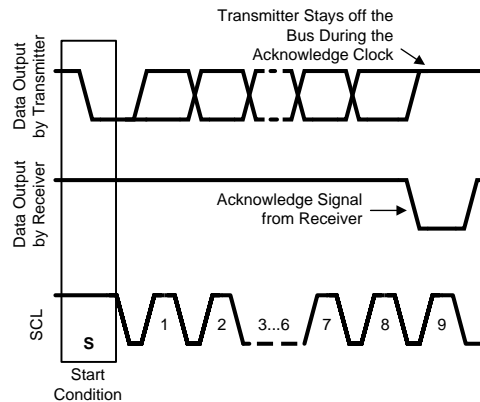 Transmitter Stays off the
Bus During the
Acknowledge Clock
Data Output
by Transmitter
Data Output
by Receiver
Acknowledge Signal
from Receiver
SCL
S
1
2
3...6
7
8
9
Start
Condition